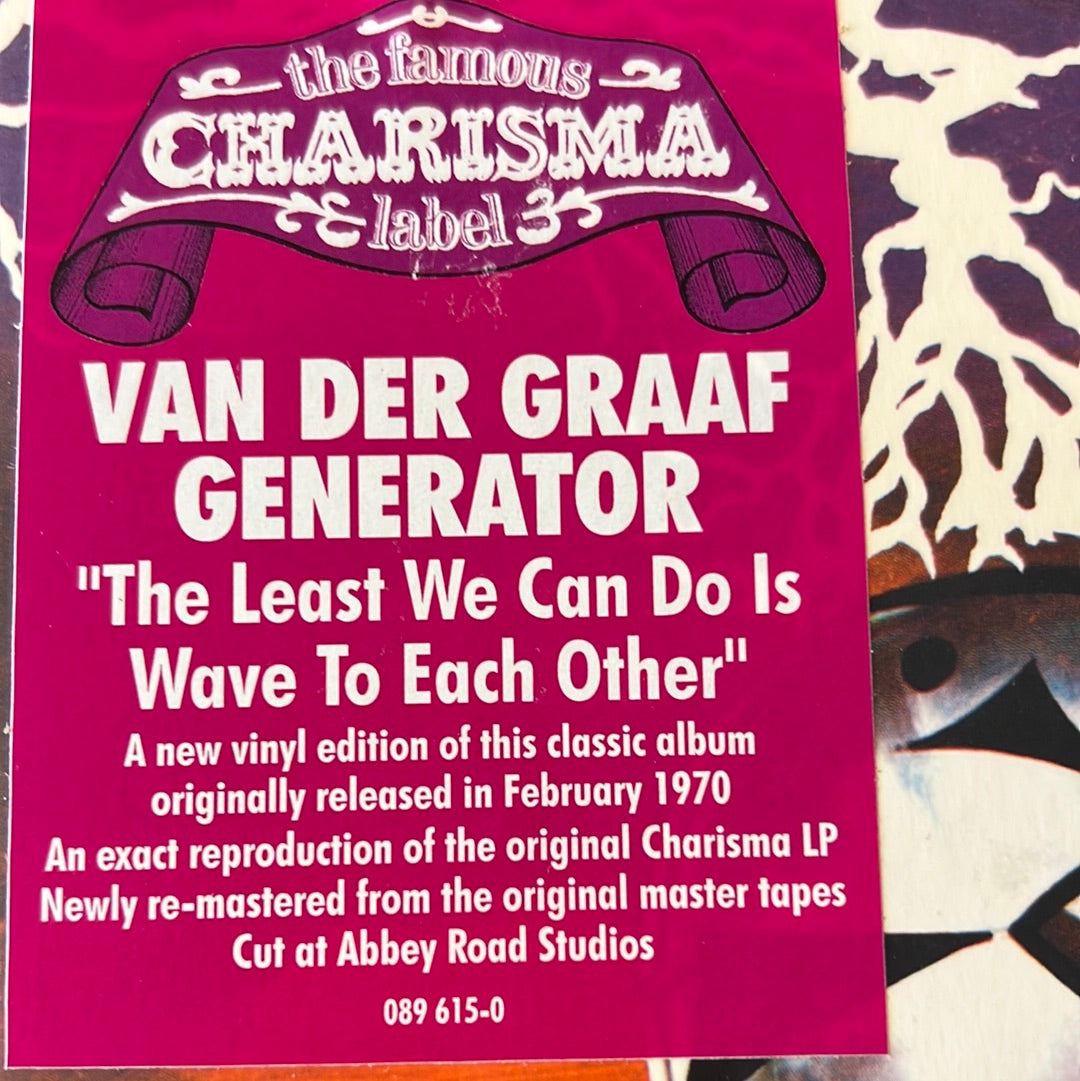 the famous
CHARISMA
label
VAN DER GRAAF
GENERATOR
"The Least We Can Do Is
Wave To Each Other"
A new vinyl edition of this classic album
originally released in February 1970
An exact reproduction of the original Charisma LP
Newly re-mastered from the original master tapes
Cut at Abbey Road Studios
089 615-0